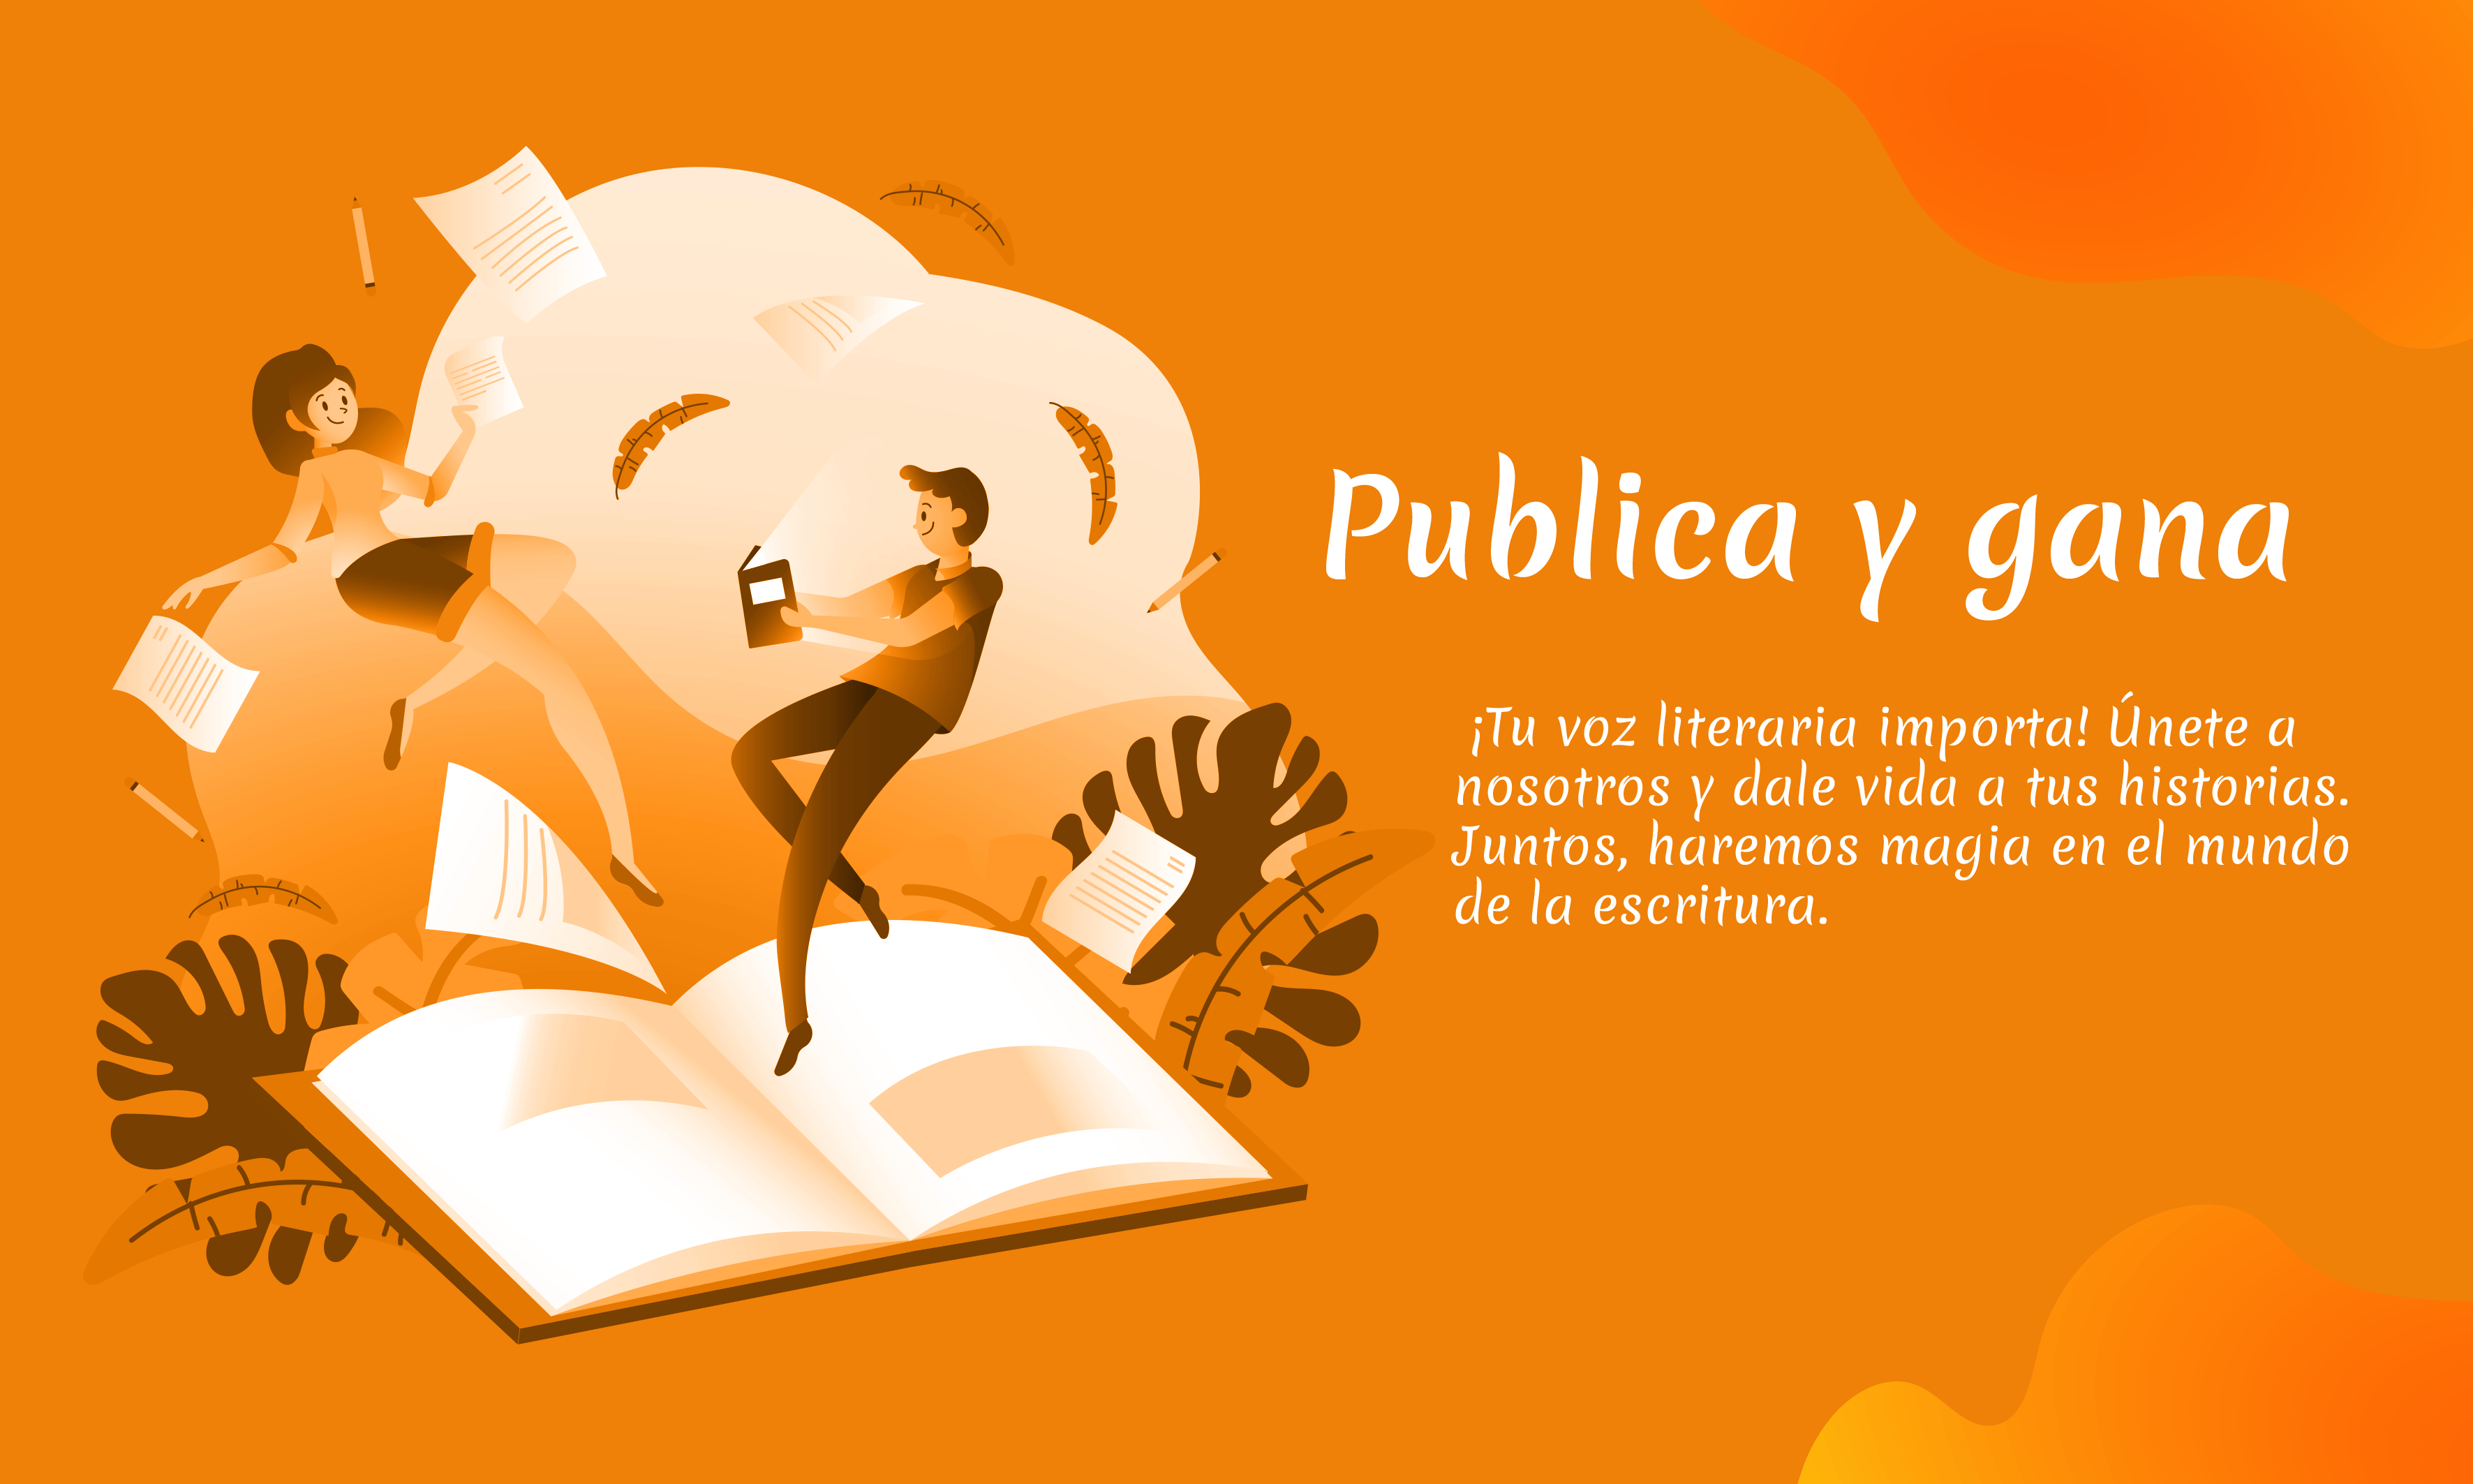 Publica y gana
¡Tu voz literaria importa! Únete a
nosotros y dale vida a tus historias.
Juntos, haremos magia en el mundo
de la escritura.